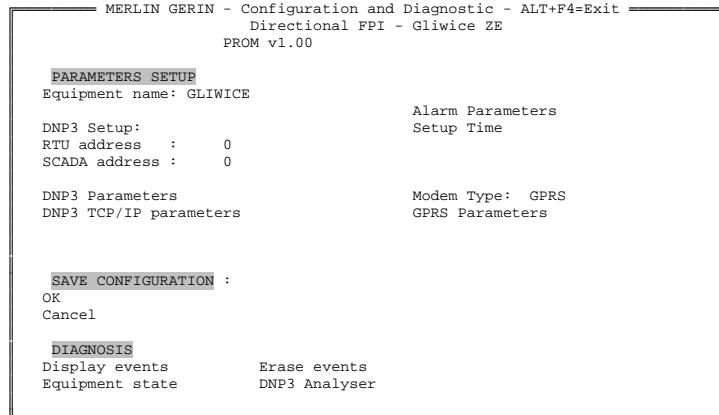 MERLIN GERIN - Configuration and Diagnostic - ALT+F4=Exit
Directional FPI - Gliwice ZE
PROM v1.00
PARAMETERS SETUP
Equipment name: GLIWICE
Alarm Parameters
DNP3 Setup: Setup Time
RTU address : 0
SCADA address : 0
DNP3 Parameters Modem Type: GPRS
DNP3 TCP/IP parameters GPRS Parameters
SAVE CONFIGURATION :
OK
Cancel
DIAGNOSIS
Display events Erase events
Equipment state DNP3 Analyser